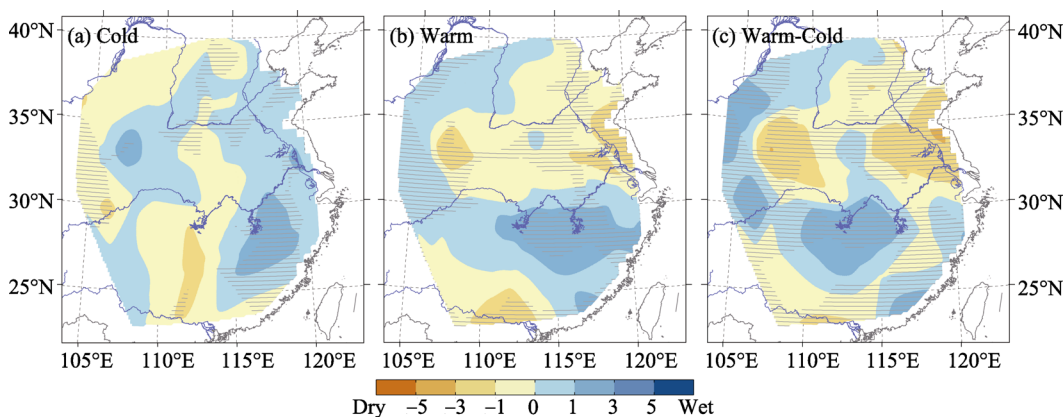 40°N (a) Cold (b) Warm (c) Warm-Cold 40°N
35°N 35°N
30°N 30°N
25°N 25°N
105°E 110°E 115°E 120°E 105°E 110°E 115°E 120°E 105°E 110°E 115°E 120°E
Dry −5 −3 −1 0 1 3 5 Wet